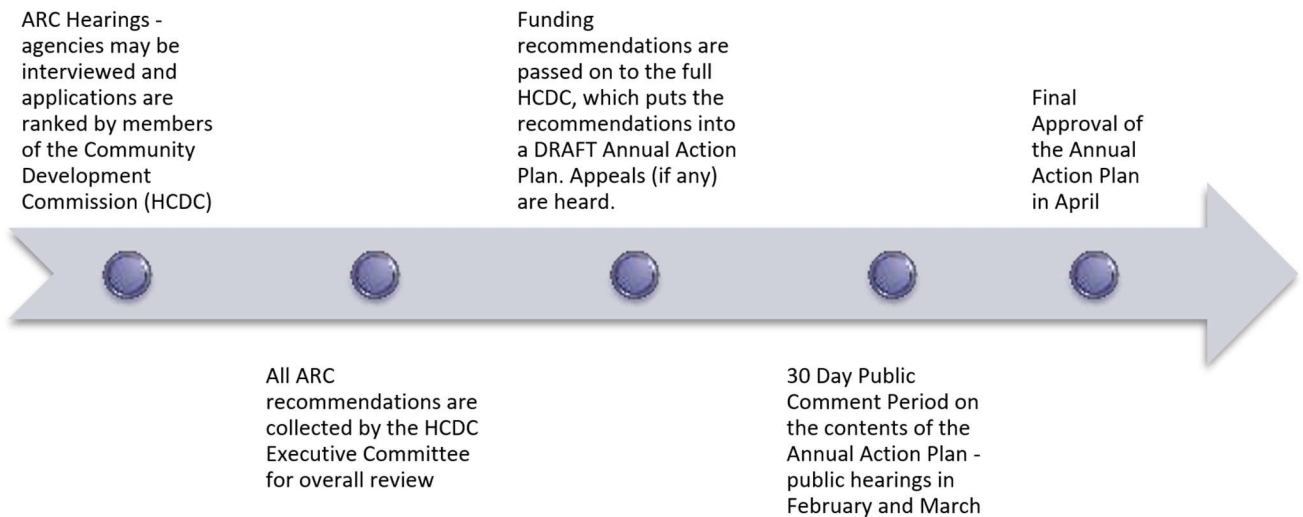 ARC Hearings -
agencies may be
interviewed and
applications are
ranked by members
of the Community
Development
Commission (HCDC)
All ARC
recommendations are
collected by the HCDC
Executive Committee
for overall review
Funding
recommendations are
passed on to the full
HCDC, which puts the
recommendations into
a DRAFT Annual Action
Plan. Appeals (if any)
are heard.
30 Day Public
Comment Period on
the contents of the
Annual Action Plan -
public hearings in
February and March
Final
Approval of
the Annual
Action Plan
in April